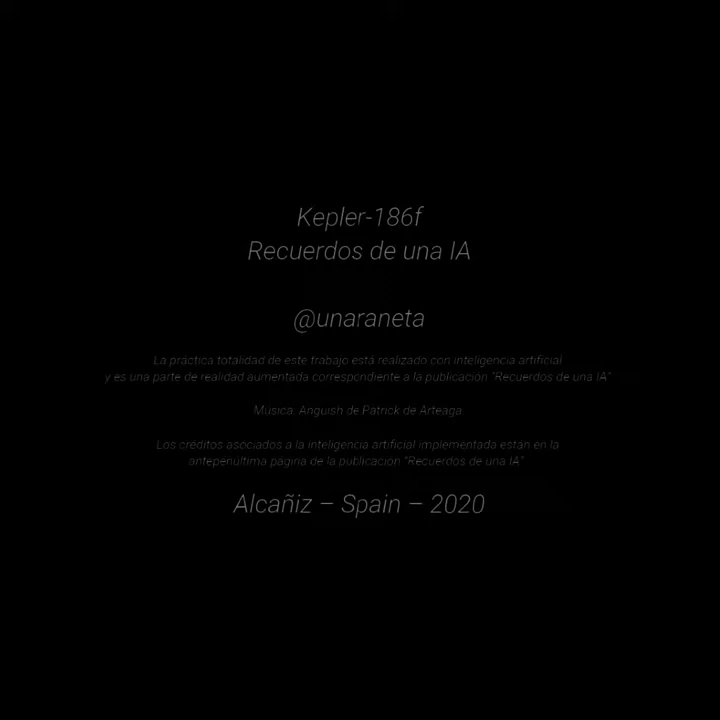 Kepler-186f
Recuerdos de una IA
@unaraneta
La práctica totalidad de este trabajo está realizado con inteligencia artificial
y es una parte de realidad aumentada correspondiente a la publicación "Recuerdos de una IA"
Música: Anguish de Patrick de Arteaga
Los créditos asociados a la inteligencia artificial implementada están en la
antepenúltima página de la publicación "Recuerdos de una IA"
Alcañiz – Spain – 2020